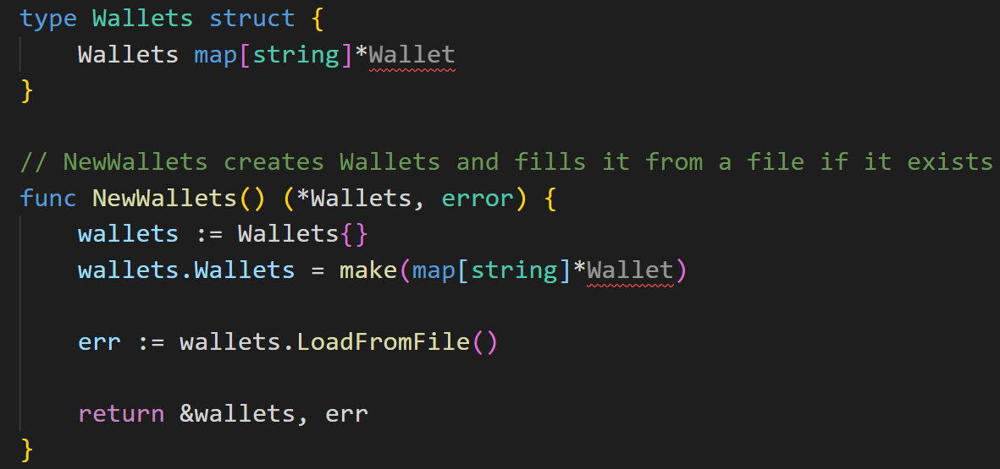 type Wallets struct {
    Wallets map[string]*Wallet
}
// NewWallets creates Wallets and fills it from a file if it exists
func NewWallets() (*Wallets, error) {
    wallets := Wallets{}
    wallets.Wallets = make(map[string]*Wallet)
    err := wallets.LoadFromFile()
    return &wallets, err
}